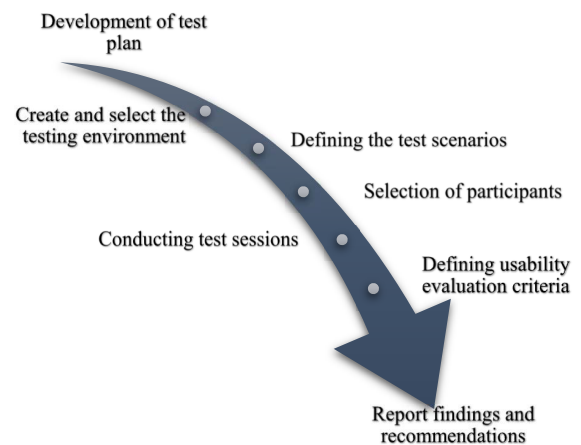 Development of test
plan
Create and select the
testing environment
Defining the test scenarios
Selection of participants
Conducting test sessions
Defining usability
evaluation criteria
Report findings and
recommendations